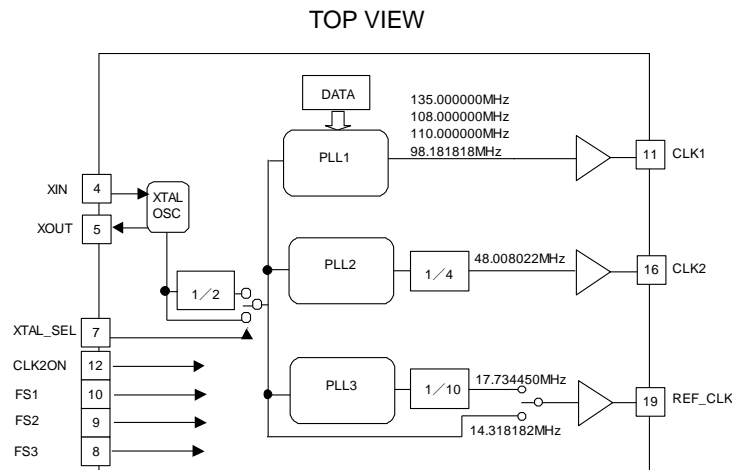 TOP VIEW
DATA
135.000000MHz
108.000000MHz
110.000000MHz
98.181818MHz
PLL1
11
CLK1
XIN
4
XTAL
OSC
XOUT
5
PLL2
1/4
48.008022MHz
16
CLK2
1/2
XTAL_SEL
7
CLK2ON
12
FS1
10
FS2
9
FS3
8
PLL3
1/10
17.734450MHz
14.318182MHz
19
REF_CLK